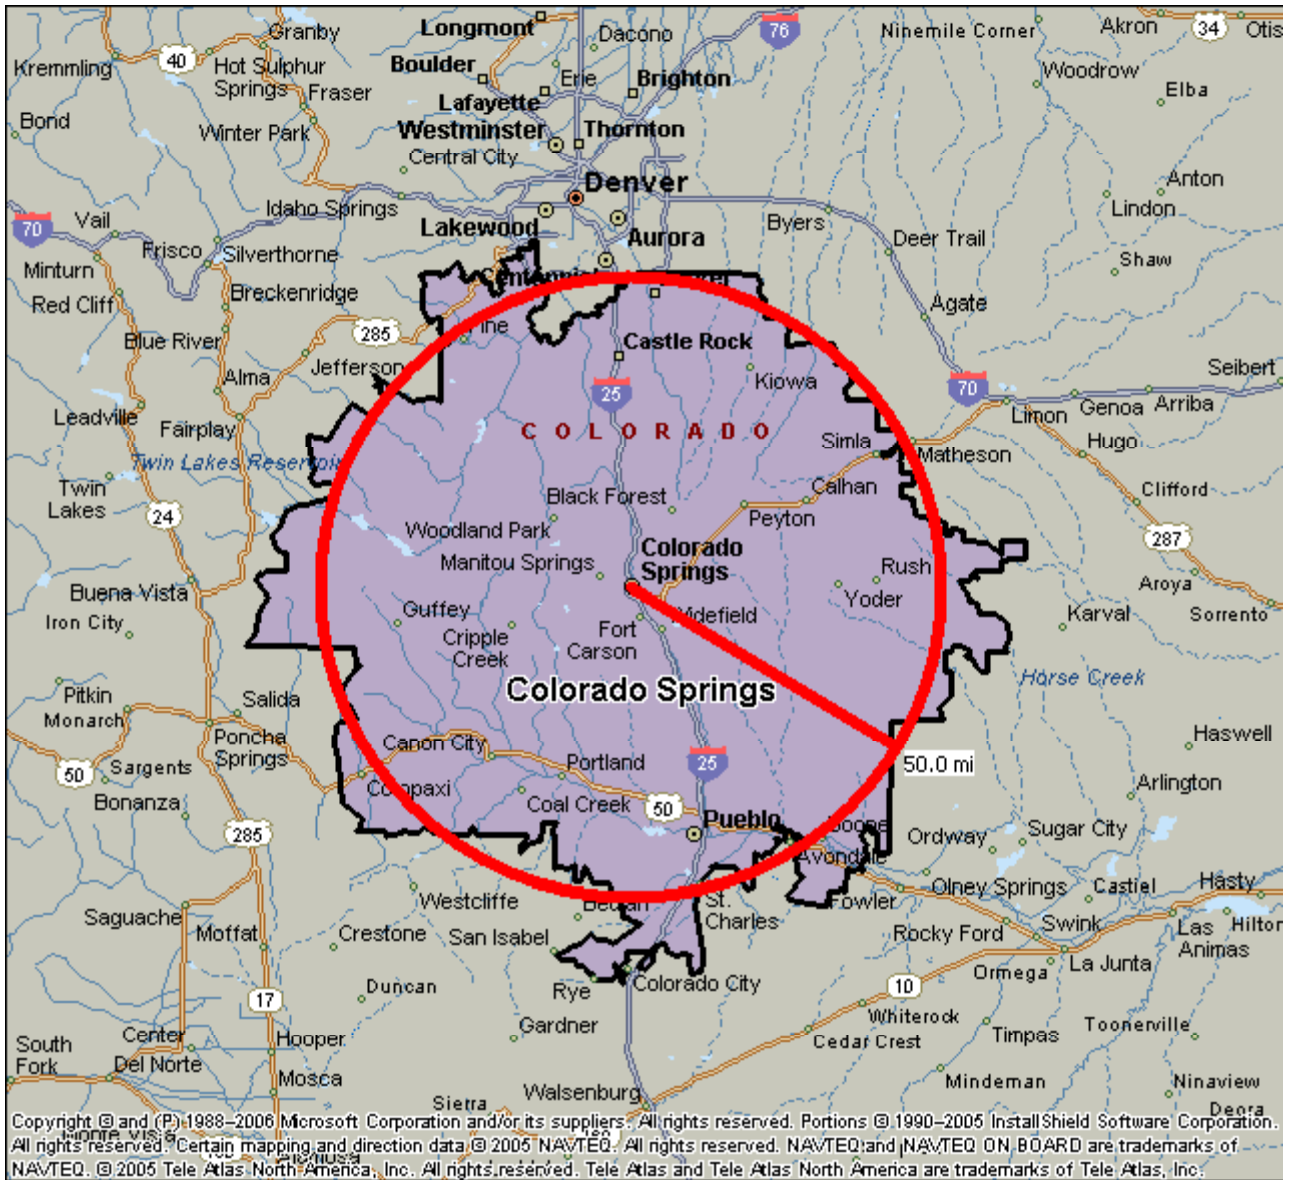 Longmont
Dacono
76
Ninemile Corner
Akron
34
Otis
Granby
40
Kremmling
Hot Sulphur
Springs
Boulder
Erie
Brighton
Woodrow
Elba
Fraser
Lafayette
Bond
Winter Park
Westminster
Thornton
Central City
Anton
Denver
Idaho Springs
Lindon
70
Vail
Lakewood
Byers
Frisco
Silverthorne
Aurora
Deer Trail
Minturn
Shaw
Red Cliff
Breckenridge
Agate
Blue River
285
Pine
Castle Rock
Jefferson
Kiowa
Seibert
Alma
25
70
Leadville
Limon
Genoa
Arriba
Fairplay
COLORADO
Simla
Hugo
Matheson
Twin Lakes Reservoir
Twin
Lakes
Calhan
Clifford
24
Black Forest
Peyton
Woodland Park
287
Colorado
Springs
Manitou Springs
Rush
Aroya
Buena Vista
Yoder
Iron City
Guffey
Widefield
Karval
Sorrento
Cripple
Creek
Fort
Carson
Pitkin
Colorado Springs
Horse Creek
Monarch
Salida
Poncha
Springs
Canon City
Haswell
50
Sargents
Portland
25
50.0 mi
Bonanza
Cotopaxi
Coal Creek
50
Arlington
285
Pueblo
Boone
Ordway
Sugar City
Avondale
Olney Springs
Castiel
Hasty
Westcliffe
Beulah
St.
Charles
Fowler
Saguache
Moffat
Crestone
San Isabel
Rocky Ford
Swink
Las
Animas
Hilton
Ormega
La Junta
17
Duncan
Rye
Colorado City
10
Gardner
Whiterock
Center
Hooper
Cedar Crest
Timpas
Toonerville
South
Fork
Del Norte
Mosca
Mindeman
Ninaview
Walsenburg
Sierra
Deora
Copyright © and (P) 1988–2006 Microsoft Corporation and/or its suppliers. All rights reserved. Portions © 1990–2005 InstallShield Software Corporation.
All rights reserved. Certain mapping and direction data © 2005 NAVTEQ. All rights reserved. NAVTEQ and NAVTEQ ON BOARD are trademarks of
NAVTEQ. © 2005 Tele Atlas North America, Inc. All rights reserved. Tele Atlas and Tele Atlas North America are trademarks of Tele Atlas, Inc.